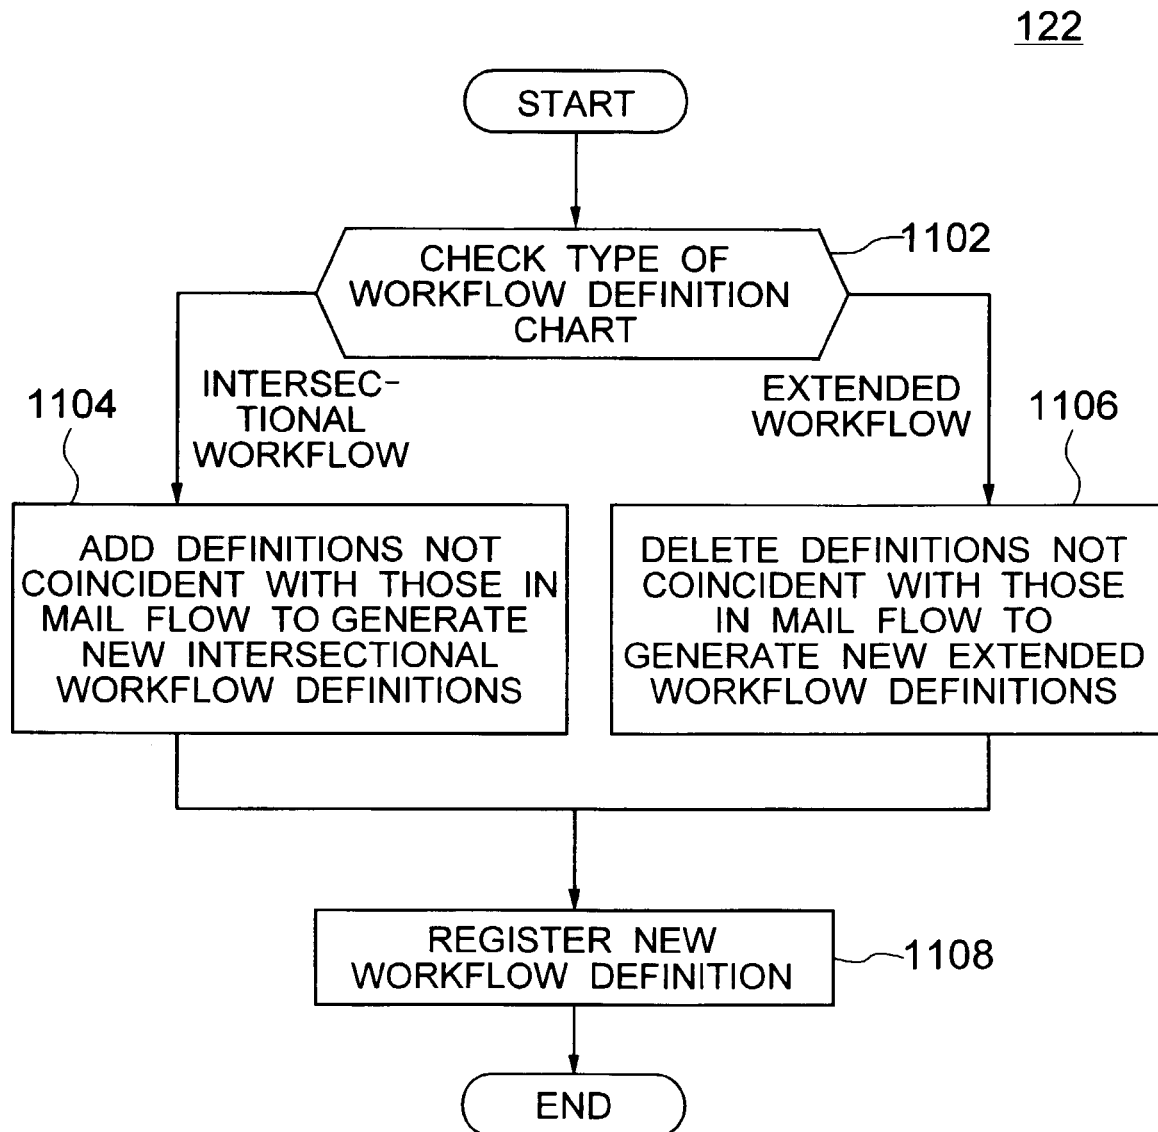 122
START
CHECK TYPE OF
WORKFLOW DEFINITION
CHART
1102
INTERSEC-
TIONAL
WORKFLOW
EXTENDED
WORKFLOW
1104
1106
ADD DEFINITIONS NOT
COINCIDENT WITH THOSE IN
MAIL FLOW TO GENERATE
NEW INTERSECTIONAL
WORKFLOW DEFINITIONS
DELETE DEFINITIONS NOT
COINCIDENT WITH THOSE
IN MAIL FLOW TO
GENERATE NEW EXTENDED
WORKFLOW DEFINITIONS
REGISTER NEW
WORKFLOW DEFINITION
1108
END